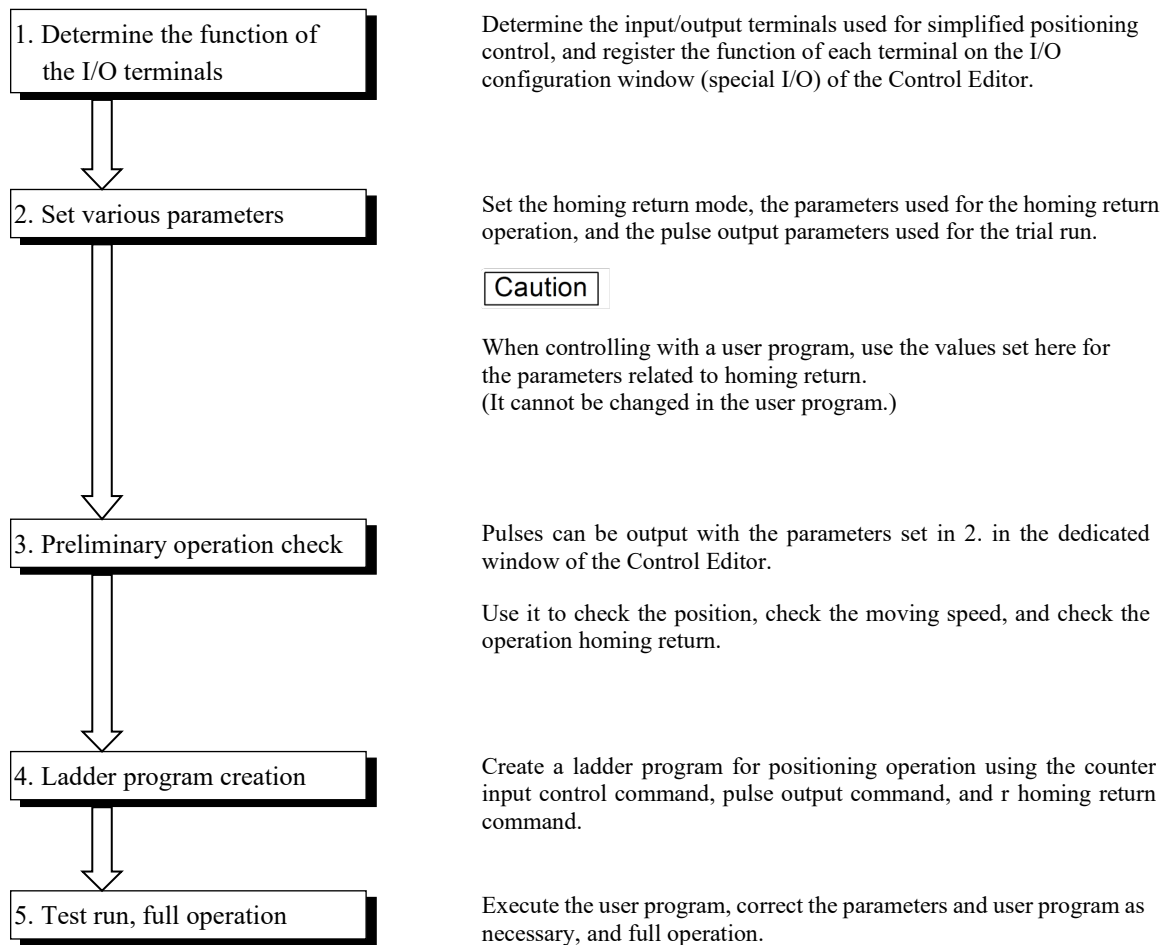 1. Determine the function of
the I/O terminals
Determine the input/output terminals used for simplified positioning
control, and register the function of each terminal on the I/O
configuration window (special I/O) of the Control Editor.
2. Set various parameters
Set the homing return mode, the parameters used for the homing return
operation, and the pulse output parameters used for the trial run.
Caution
When controlling with a user program, use the values set here for
the parameters related to homing return.
(It cannot be changed in the user program.)
3. Preliminary operation check
Pulses can be output with the parameters set in 2. in the dedicated
window of the Control Editor.
Use it to check the position, check the moving speed, and check the
operation homing return.
4. Ladder program creation
Create a ladder program for positioning operation using the counter
input control command, pulse output command, and r homing return
command.
5. Test run, full operation
Execute the user program, correct the parameters and user program as
necessary, and full operation.